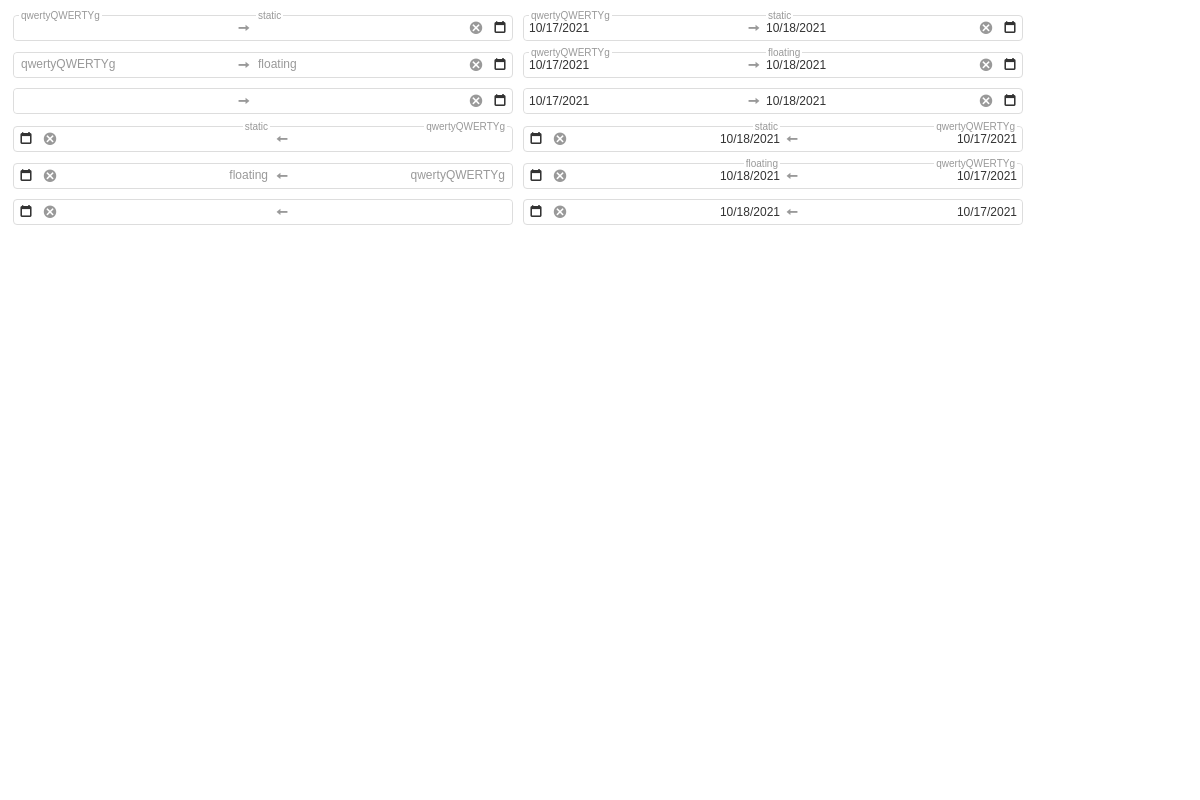 qwertyQWERTYg static qwertyQWERTYg static
10/17/2021 10/18/2021
qwertyQWERTYg floating
qwertyQWERTYg floating 10/17/2021 10/18/2021
10/17/2021 10/18/2021
static qwertyQWERTYg static qwertyQWERTYg
10/18/2021 10/17/2021
floating qwertyQWERTYg
floating qwertyQWERTYg 10/18/2021 10/17/2021
10/18/2021 10/17/2021